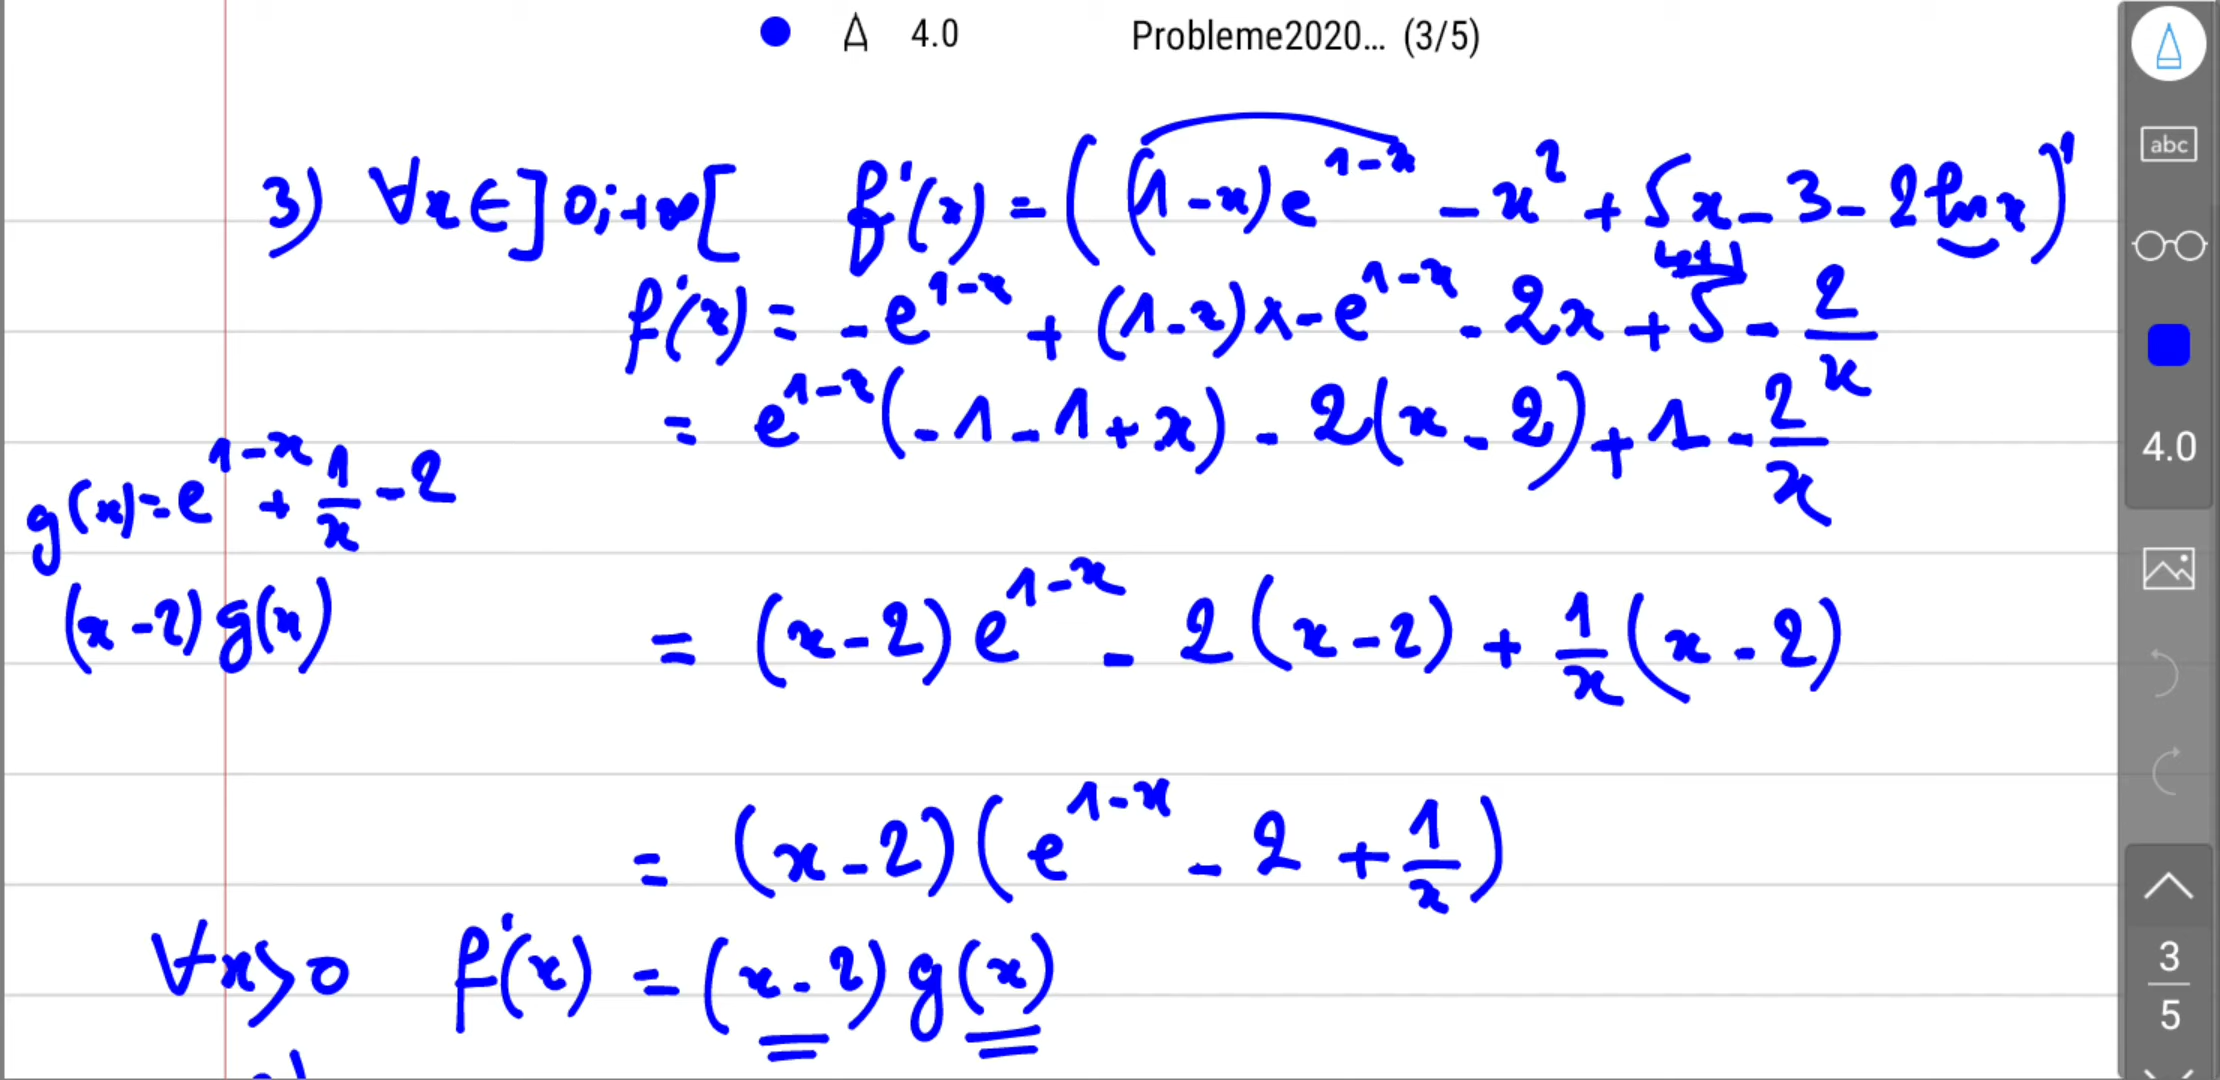 4.0 Probleme2020... (3/5)
3) ∀x∈]0;+∞[ f'(x) = ((1-x)e^{1-x} - x² + 5x - 3 - 2ln x)'
4+1
f'(x) = -e^{1-x} + (1-x)x-e^{1-x} - 2x + 5 - 2/x
= e^{1-x}(-1-1+x) - 2(x-2) + 1 - 2/x
g(x)=e^{1-x} + 1/x - 2
(x-2)g(x)
= (x-2)e^{1-x} - 2(x-2) + 1/x(x-2)
= (x-2)(e^{1-x} - 2 + 1/x)
∀x>0 f'(x) = (x-2)g(x)
abc
4.0
3
5